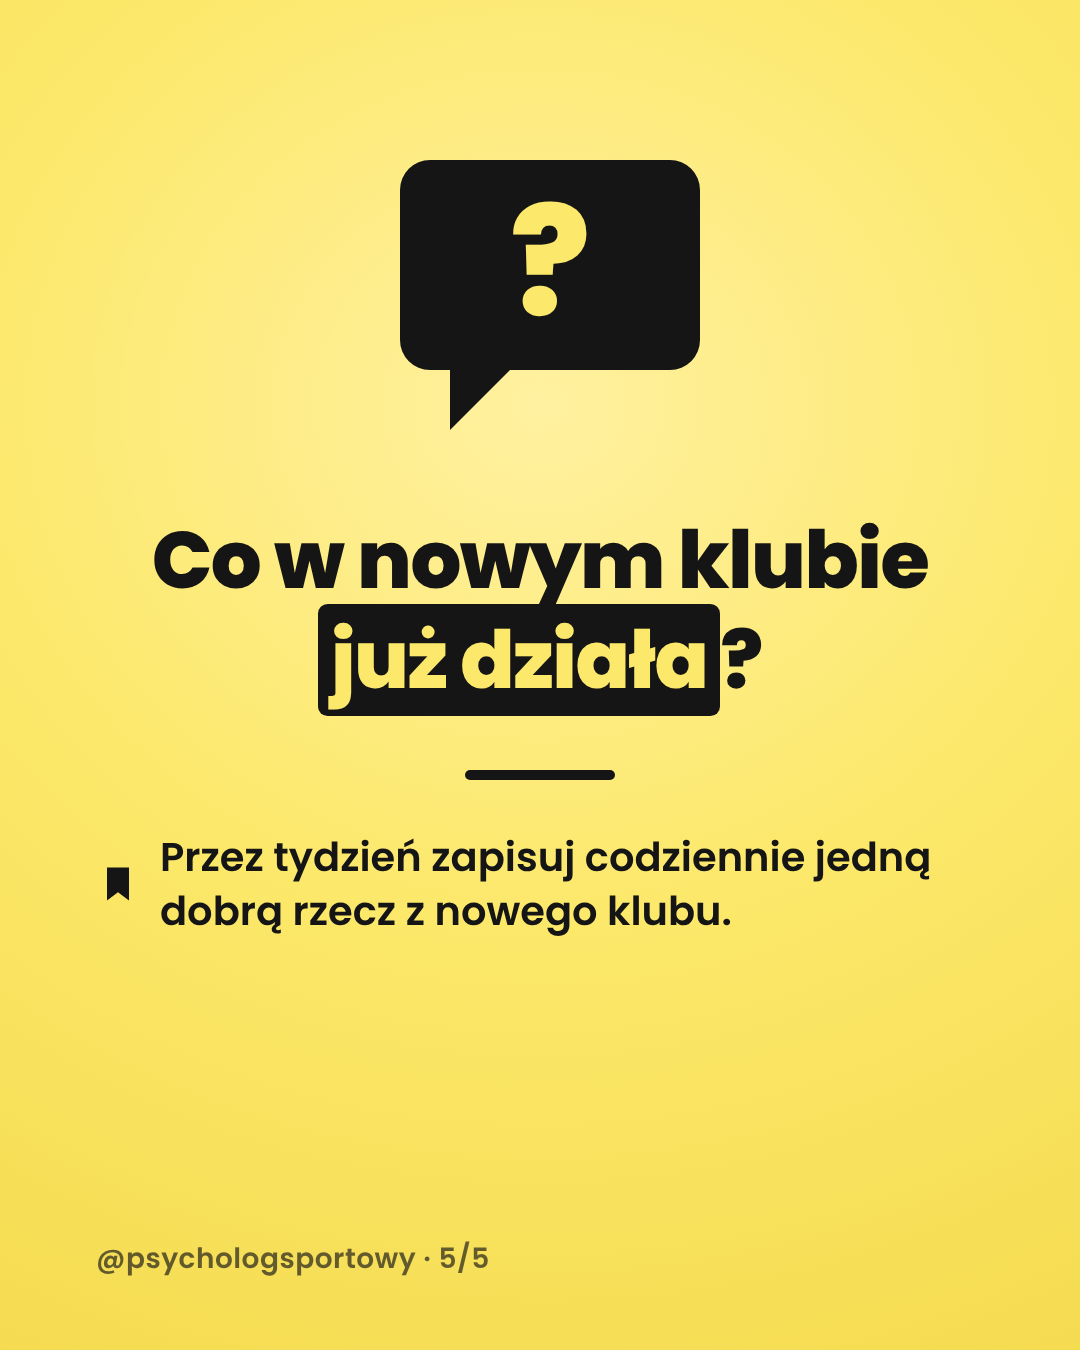 ?
Co w nowym klubie
już działa?
Przez tydzień zapisuj codziennie jedną
dobrą rzecz z nowego klubu.
@psychologsportowy · 5/5